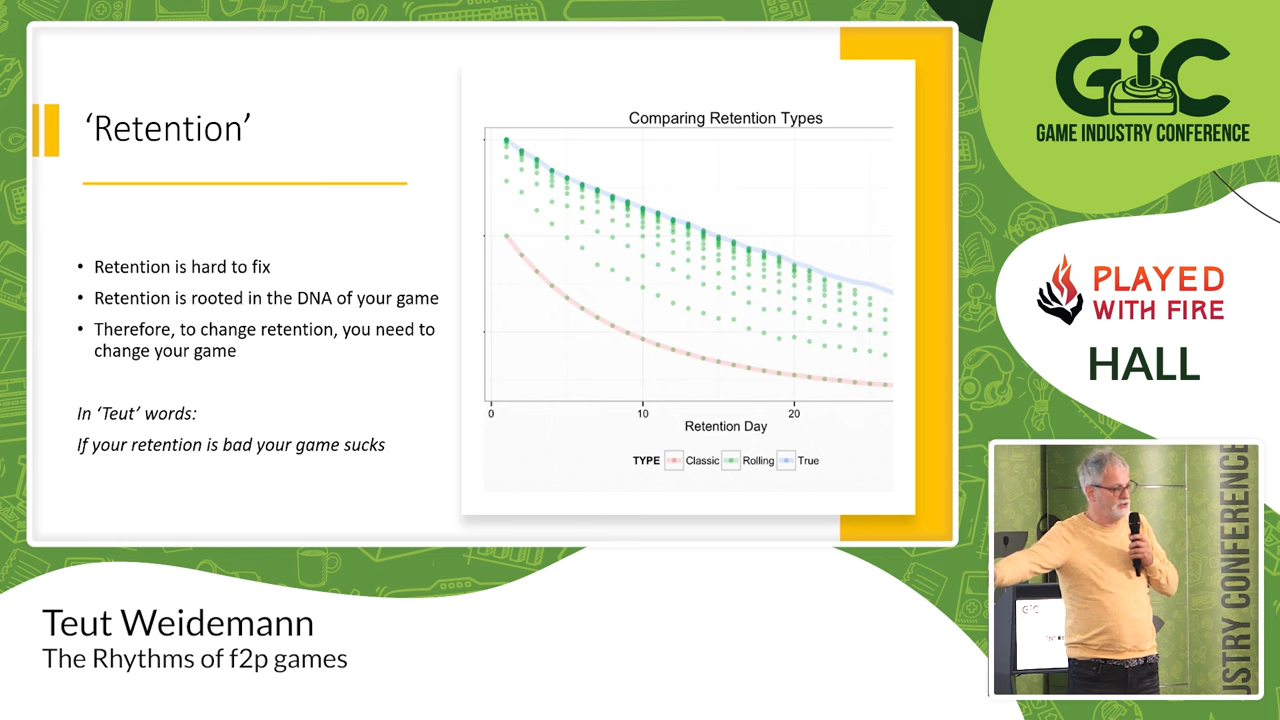 'Retention'
• Retention is hard to fix
• Retention is rooted in the DNA of your game
• Therefore, to change retention, you need to
change your game
In 'Teut' words:
If your retention is bad your game sucks
Comparing Retention Types
0
10
20
Retention Day
TYPE Classic Rolling True
GIC
GAME INDUSTRY CONFERENCE
PLAYED
WITH FIRE
HALL
GIC
USTRY CONFERENCE
Teut Weidemann
The Rhythms of f2p games